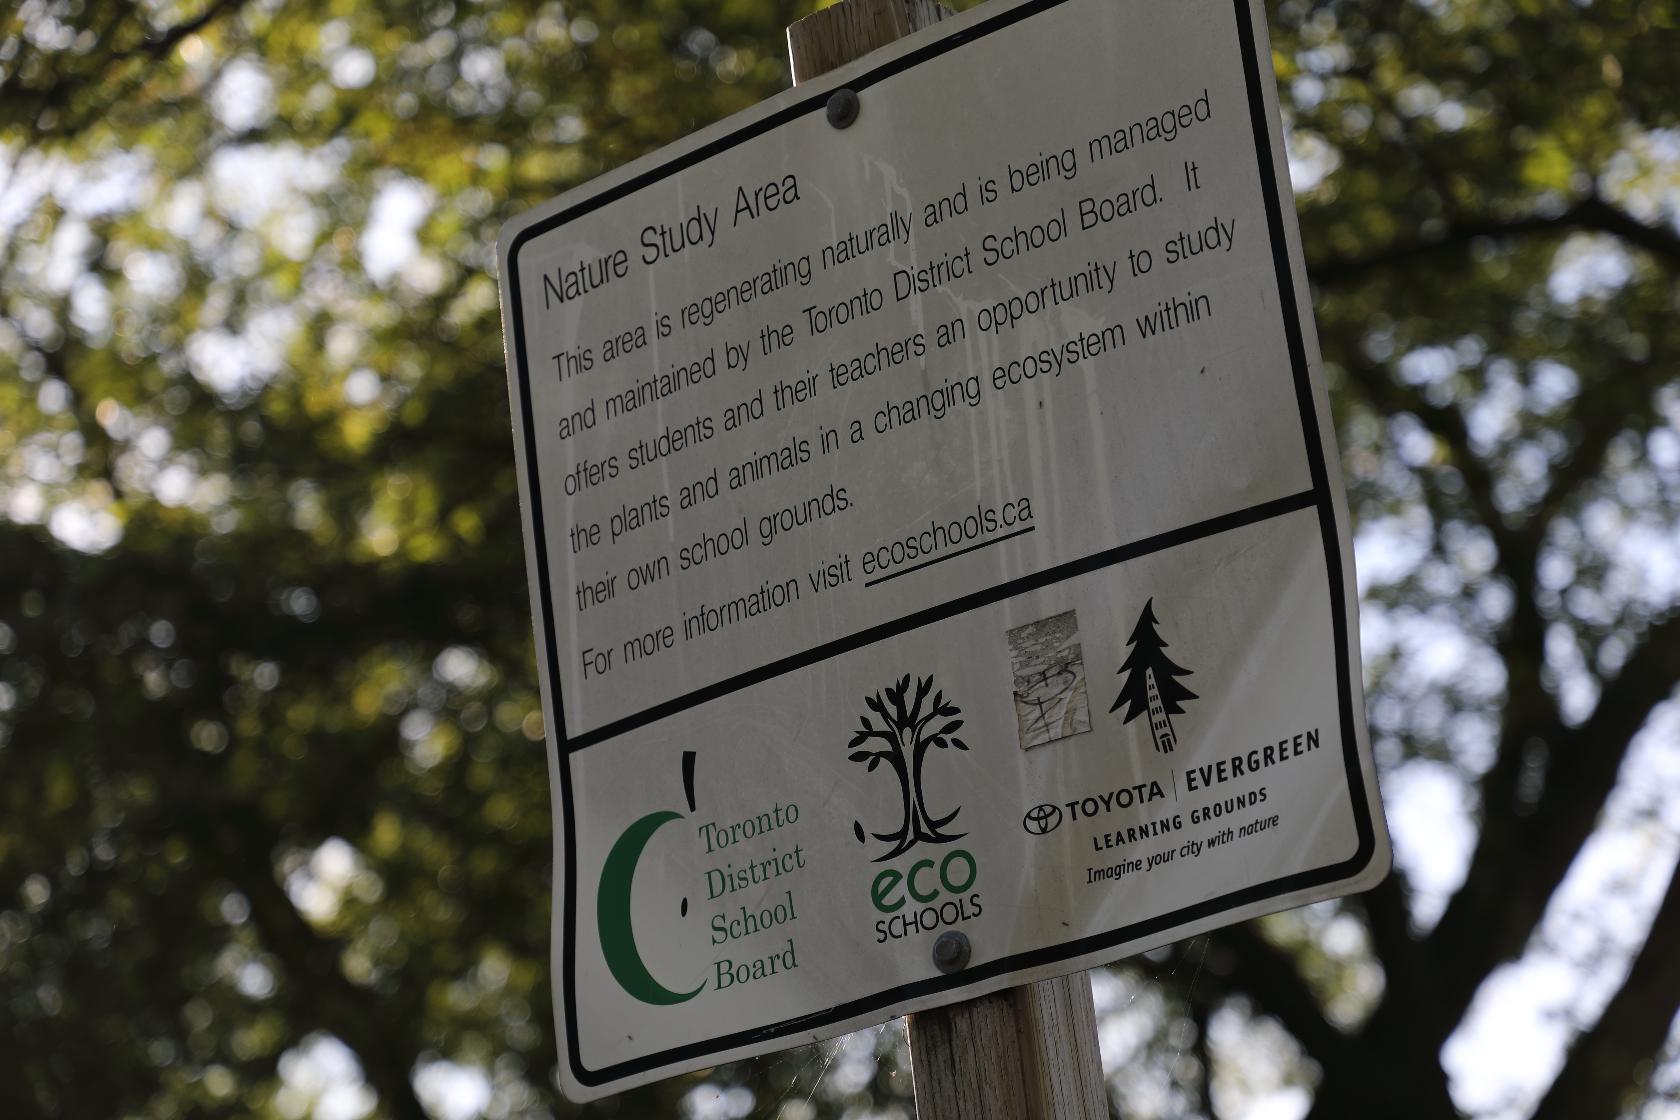 Nature Study Area
This area is regenerating naturally and is being managed
and maintained by the Toronto District School Board. It
offers students and their teachers an opportunity to study
the plants and animals in a changing ecosystem within
their own school grounds.
For more information visit ecoschools.ca
Toronto
District
School
Board
eco
SCHOOLS
TOYOTA | EVERGREEN
LEARNING GROUNDS
Imagine your city with nature